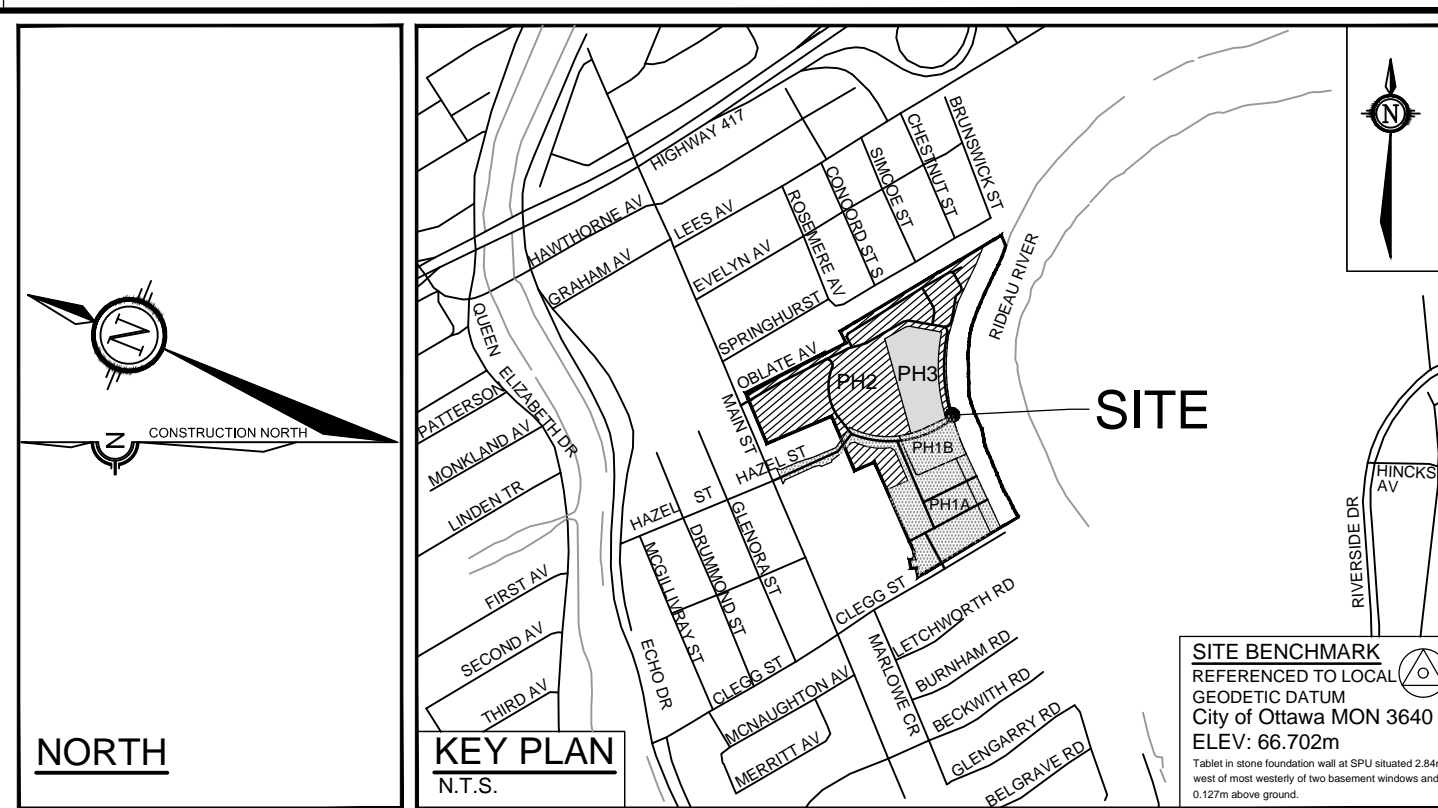 N
CONSTRUCTION NORTH
N
NORTH
HIGHWAY 417
HAWTHORNE AV
GRAHAM AV
LEES AV
EVELYN AV
SPRINGHURST
OBLATE AV
ROSEMERE AV
CONCORD ST S
SIMCOE ST
CHESTNUT ST
BRUNSWICK ST
RIDEAU RIVER
QUEEN ELIZABETH DR
PATTERSON
MONKLAND AV
LINDEN TR
FIRST AV
SECOND AV
THIRD AV
MAIN ST
HAZEL ST
HAZEL ST
GLENORA ST
DRUMMOND ST
MCGILLIVRAY ST
ECHO DR
CLEGG ST
CLEGG ST
MCNAUGHTON AV
MERRITT AV
MARLOWE CR
LETCHWORTH RD
BURNHAM RD
BECKWITH RD
GLENGARRY RD
BELGRAVE RD
PH2
PH3
PH1B
PH1A
SITE
N
HINCKS
AV
RIVERSIDE DR
KEY PLAN
N.T.S.
SITE BENCHMARK
REFERENCED TO LOCAL
GEODETIC DATUM
City of Ottawa MON 3640
ELEV: 66.702m
Tablet in stone foundation wall at SPU situated 2.84m
west of most westerly of two basement windows and
0.127m above ground.